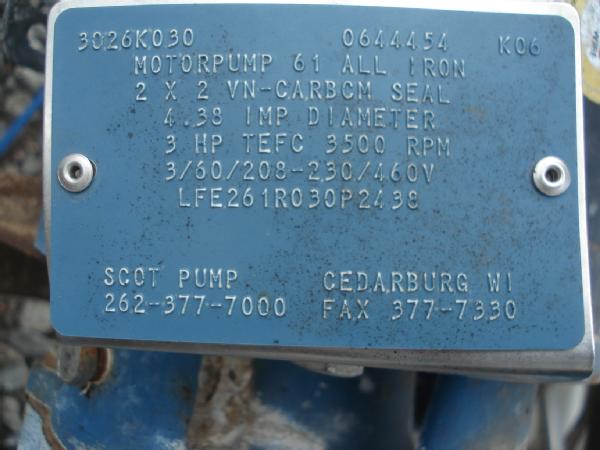 3026K030 0644454 K06
MOTORPUMP 61 ALL IRON
2 X 2 VN-CARBCM SEAL
4.38 IMP DIAMETER
3 HP TEFC 3500 RPM
3/60/208-230/460V
LFE261R030P2438
SCOT PUMP CEDARBURG WI
262-377-7000 FAX 377-7330